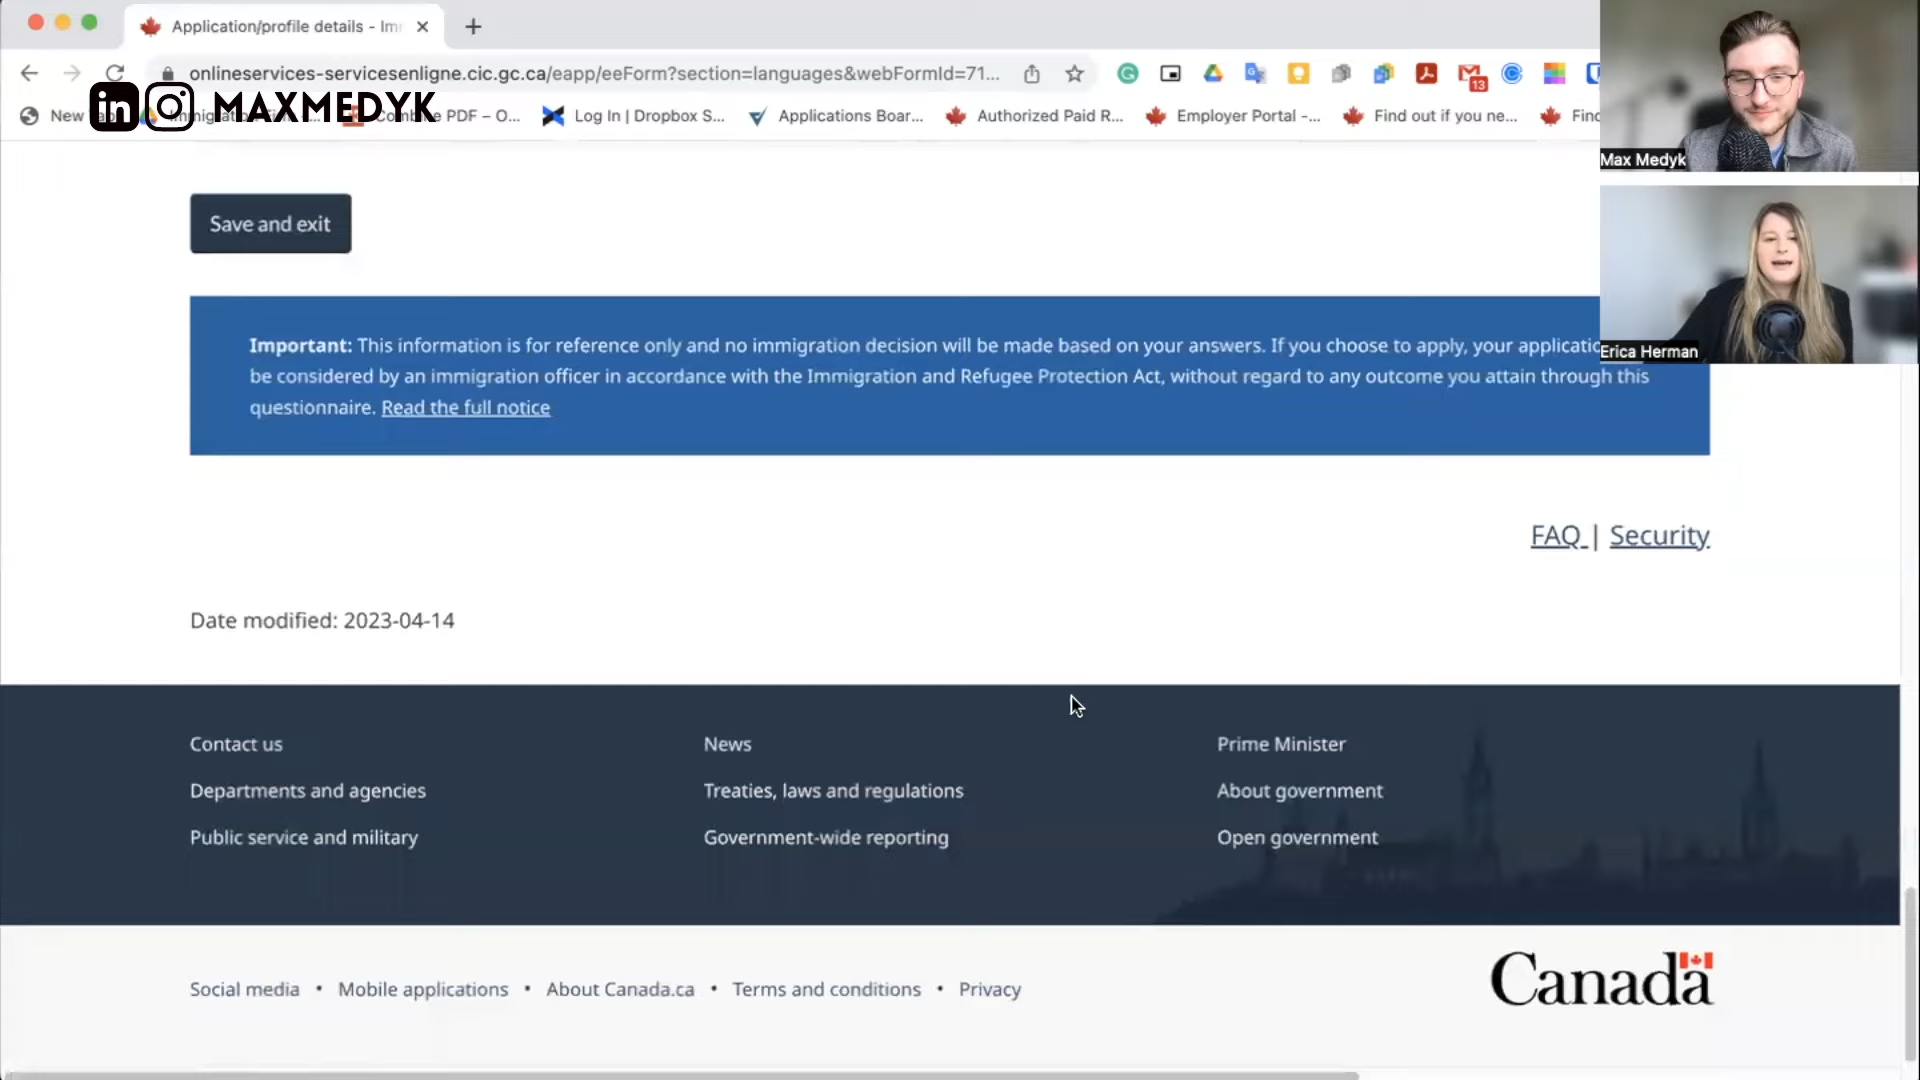 Application/profile details - Im
onlineservices-servicesenligne.cic.gc.ca/eapp/eeForm?section=languages&webFormId=71...
13
in MAXMEDYK
New
PDF – O...
Log In | Dropbox S...
Applications Boar...
Authorized Paid R...
Employer Portal -...
Find out if you ne...
Max Medyk
Save and exit
Important: This information is for reference only and no immigration decision will be made based on your answers. If you choose to apply, your
Erica Herman
be considered by an immigration officer in accordance with the Immigration and Refugee Protection Act, without regard to any outcome you attain through this
questionnaire. Read the full notice
FAQ | Security
Date modified: 2023-04-14
Contact us
News
Prime Minister
Departments and agencies
Treaties, laws and regulations
About government
Public service and military
Government-wide reporting
Open government
Social media • Mobile applications • About Canada.ca • Terms and conditions • Privacy
Canada